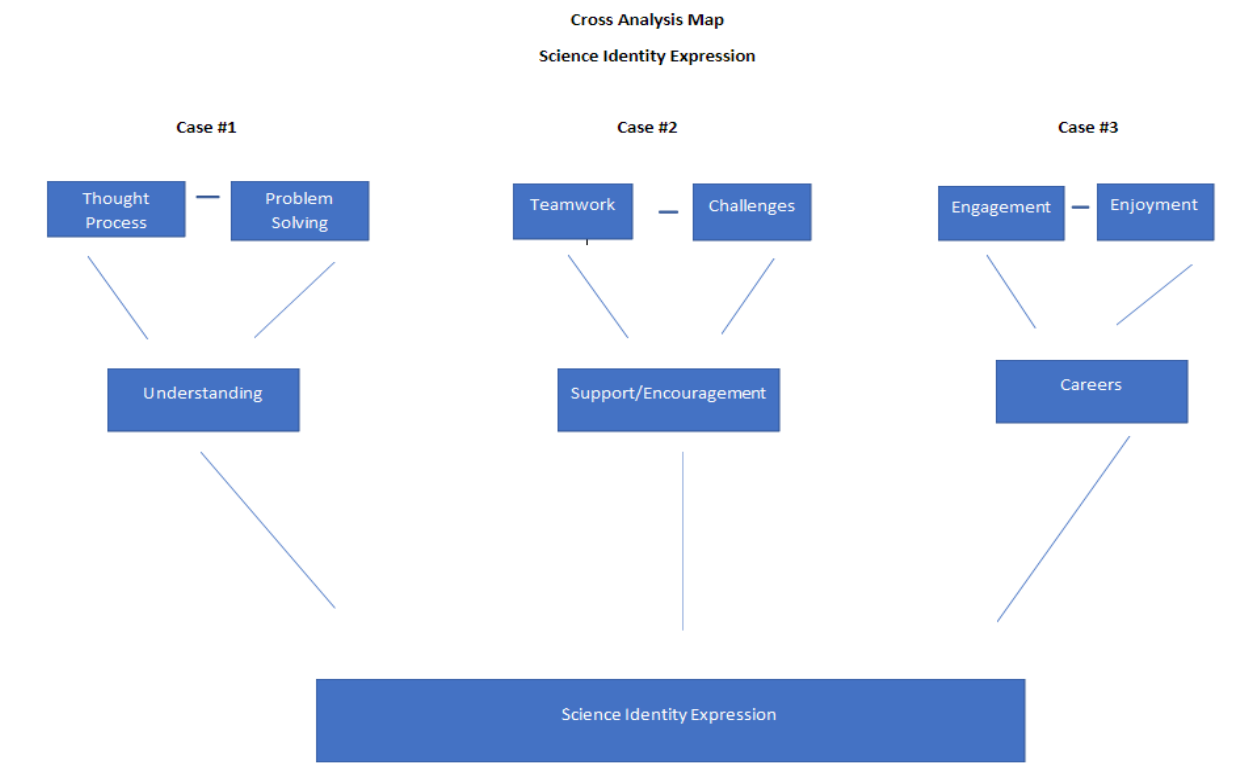 Cross Analysis Map
Science Identity Expression
Case #1
Case #2
Case #3
Thought
Process
Problem
Solving
Teamwork
Challenges
Engagement
Enjoyment
Understanding
Support/Encouragement
Careers
Science Identity Expression